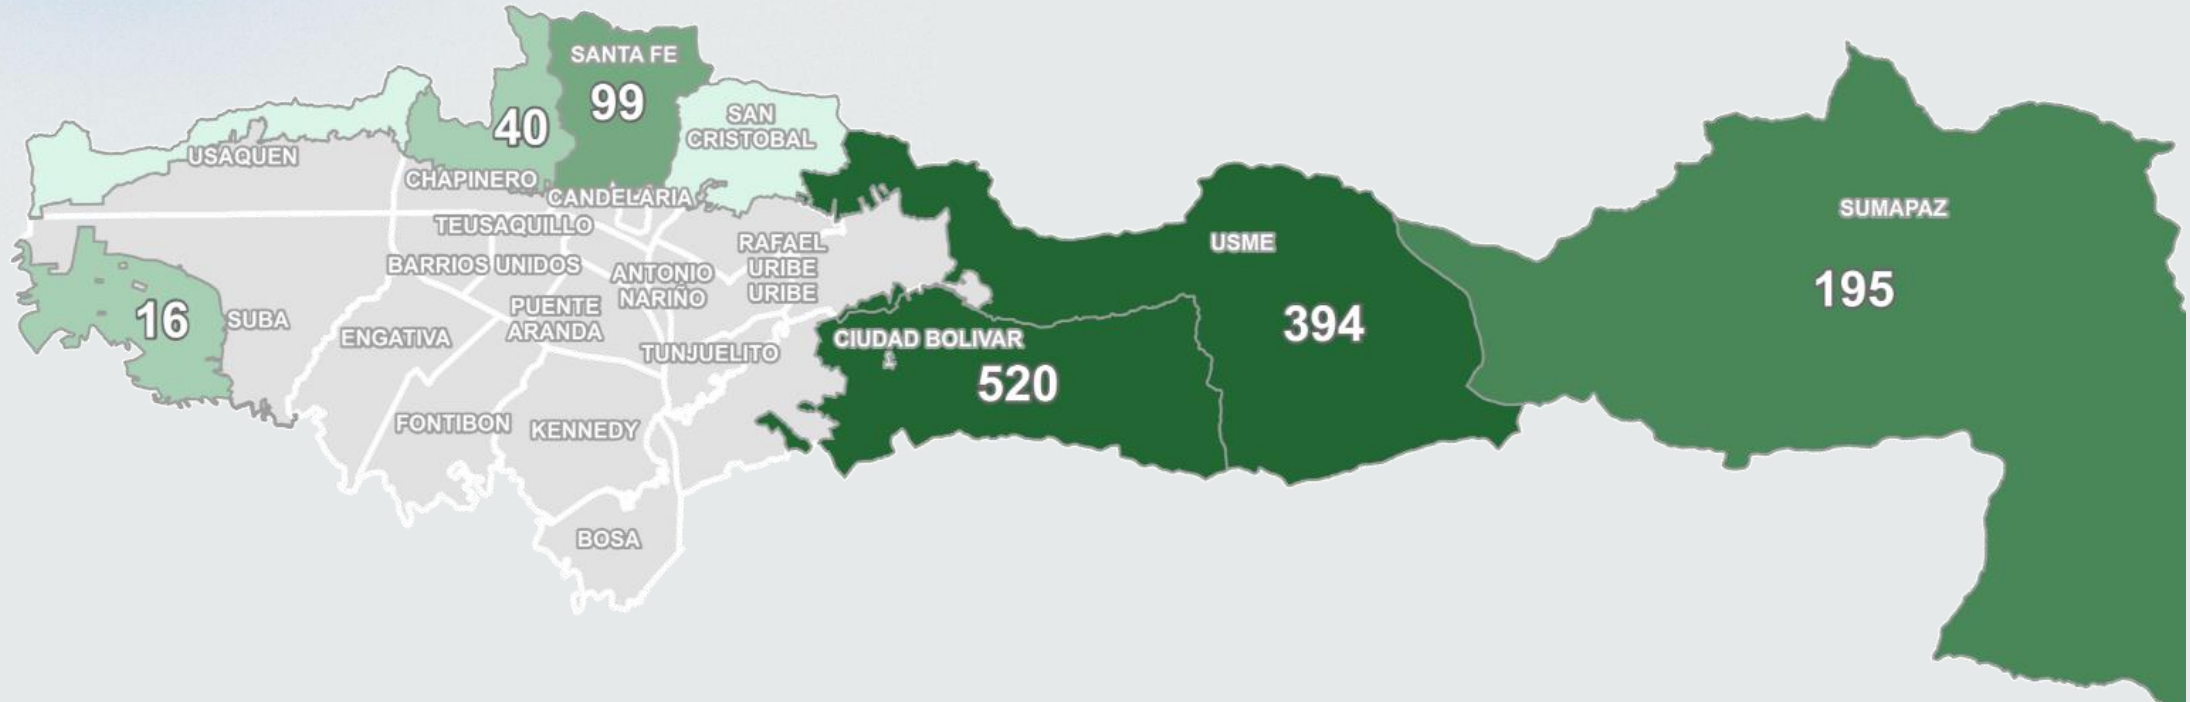 SANTA FE
99
40
SAN
CRISTOBAL
USAQUEN
CHAPINERO
CANDELARIA
TEUSAQUILLO
SUMAPAZ
195
RAFAEL
URIBE
URIBE
USME
394
BARRIOS UNIDOS
ANTONIO
NARIÑO
PUENTE
ARANDA
16
SUBA
ENGATIVA
TUNJUELITO
CIUDAD BOLIVAR
520
FONTIBON
KENNEDY
BOSA